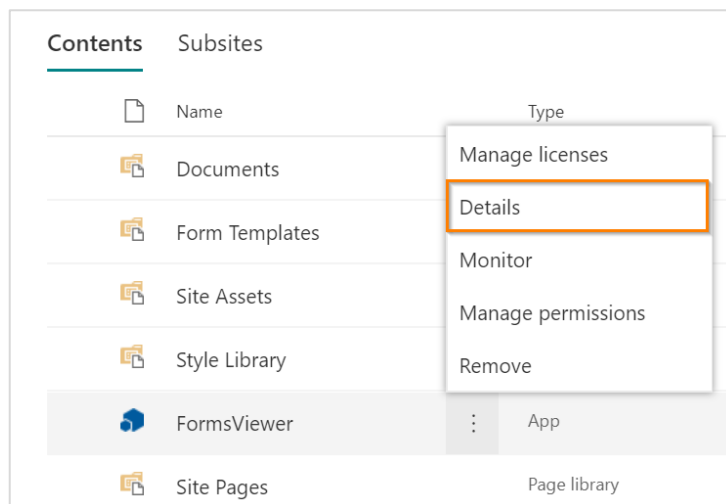 Contents Subsites
Name Type
Documents
Form Templates
Site Assets
Style Library
FormsViewer App
Site Pages Page library
Manage licenses
Details
Monitor
Manage permissions
Remove